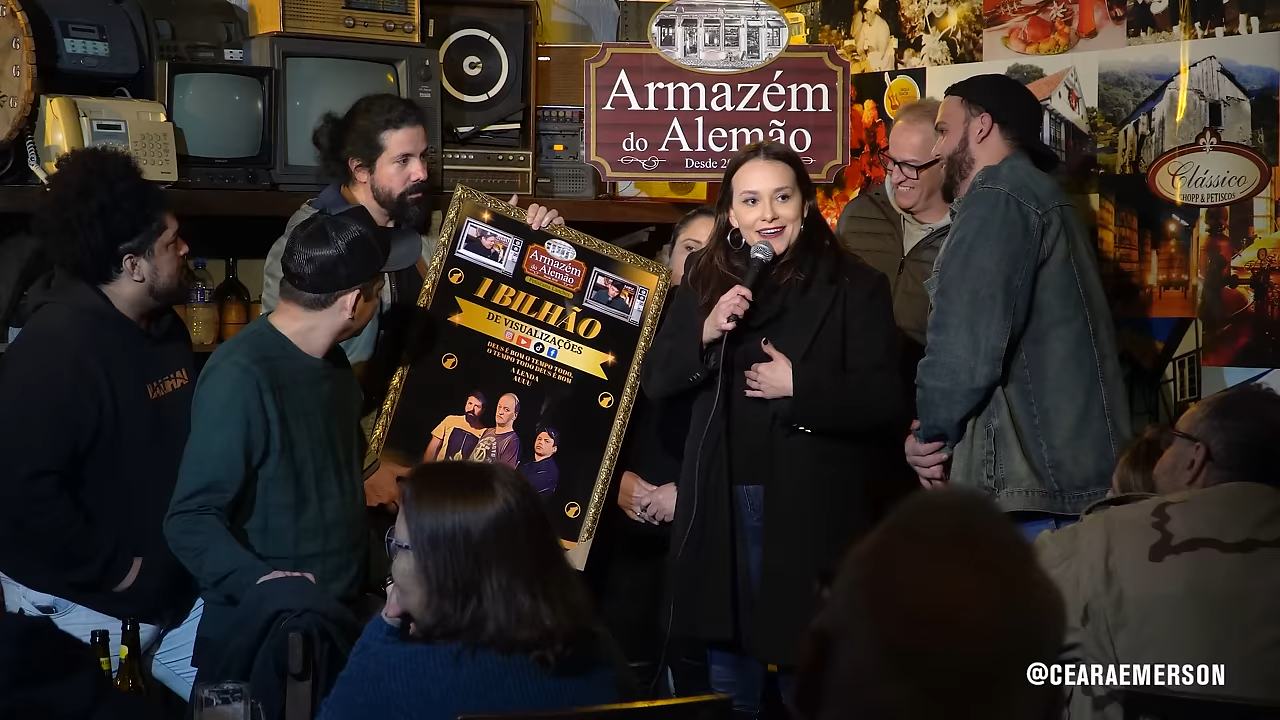 Armazém
do Alemão
Desde
Clássico
CHOPP & PETISCOS
Armazém
do Alemão
1 BILHÃO
DE VISUALIZAÇÕES
DEUS É BOM O TEMPO TODO,
O TEMPO TODO DEUS É BOM
A LENDA
AUUU
@CEARAEMERSON